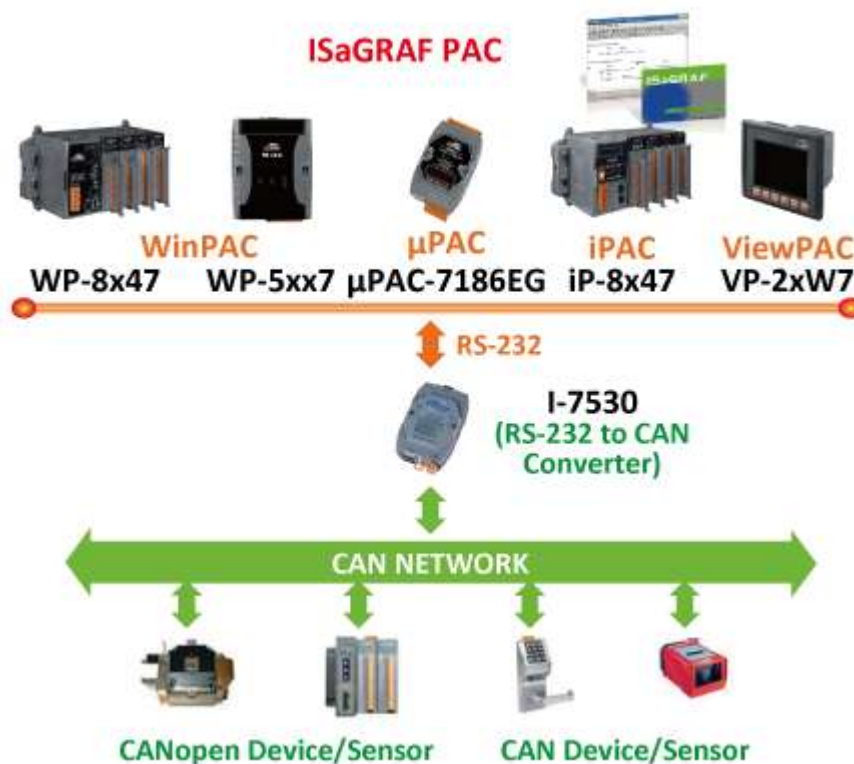 ISaGRAF PAC
ISaGRAF
WinPAC
µPAC
iPAC
ViewPAC
WP-8x47
WP-5xx7
µPAC-7186EG
iP-8x47
VP-2xW7
RS-232
I-7530
(RS-232 to CAN
Converter)
CAN NETWORK
CANopen Device/Sensor
CAN Device/Sensor